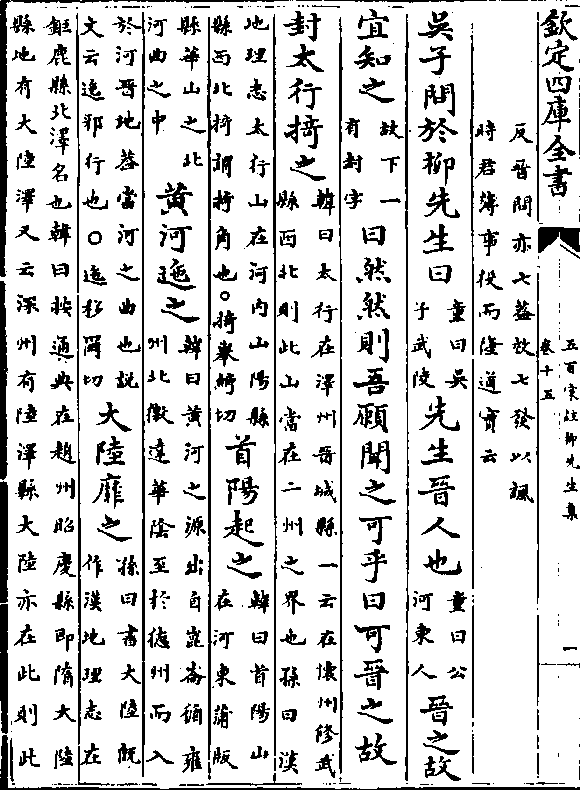 欽定四庫全書
五百家註柳先生集
卷十五
一
反晉問亦七蓋效七發以諷
時君薄事役而隆道實云
吳子問於柳先生曰
童曰吳
子武陵
先生晉人也
童曰公
河東人
晉之故
宜知之
故下一
有封字
曰然然則吾願聞之可乎曰可晉之故
封太行掎之
韓曰太行在澤州晉城縣一云在懷州修武
縣西北則此山當在二州之界也孫曰漢
地理志太行山在河內山陽縣
縣西北掎謂掎角也○掎舉綺切
首陽起之
韓曰首陽山
在河東蒲版
縣華山之北
河曲之中
黃河迤之
韓曰黃河之源出自崑崙循雍
州北徼達華陰至於德州而入
於河晉地蓋當河之曲也說
文云迤邪行也○迤移爾切
大陸靡之
孫曰書大陸既
作漢地理志在
鉅鹿縣北澤名也韓曰按通典在趙州昭慶縣即隋大陸
縣地有大陸澤又云深州有陸澤縣大陸亦在此則此